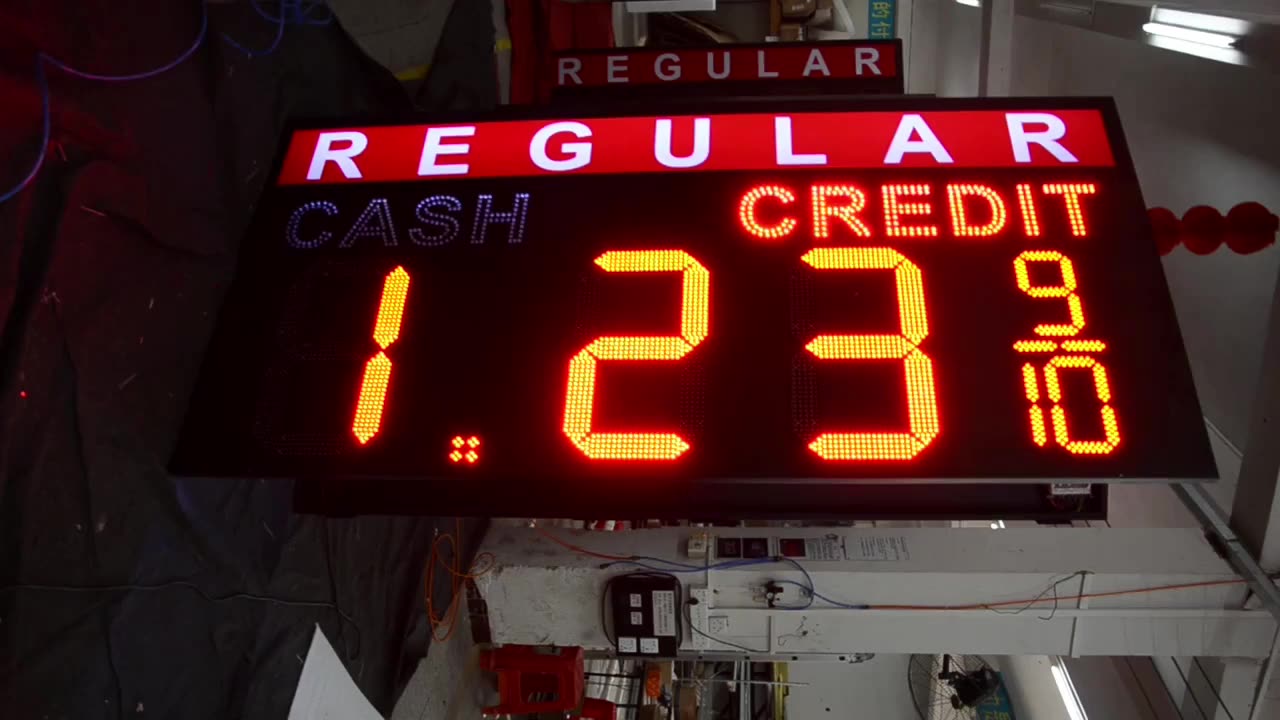 REGULAR
REGULAR
CASH CREDIT
1.23 9/10